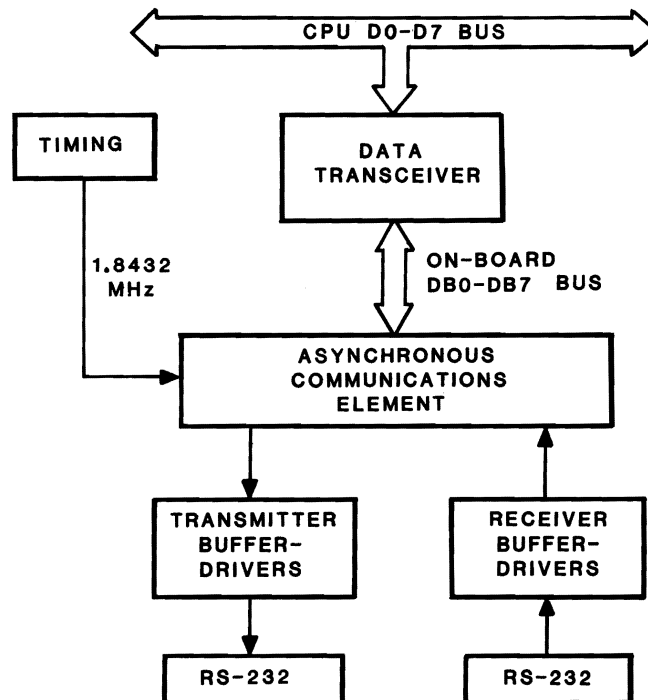 CPU D0-D7 BUS
TIMING
DATA
TRANSCEIVER
1.8432
MHz
ON-BOARD
DB0-DB7 BUS
ASYNCHRONOUS
COMMUNICATIONS
ELEMENT
TRANSMITTER
BUFFER-
DRIVERS
RECEIVER
BUFFER-
DRIVERS
RS-232
RS-232